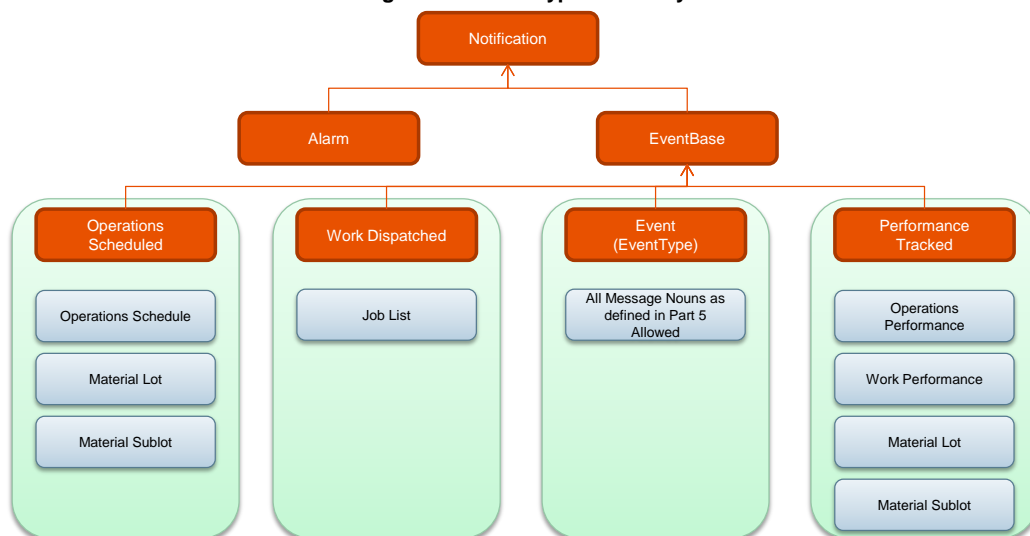 Notification
Alarm
EventBase
Operations
Scheduled
Work Dispatched
Event
(EventType)
Performance
Tracked
Operations Schedule
Job List
All Message Nouns as
defined in Part 5
Allowed
Operations
Performance
Material Lot
Work Performance
Material Sublot
Material Lot
Material Sublot